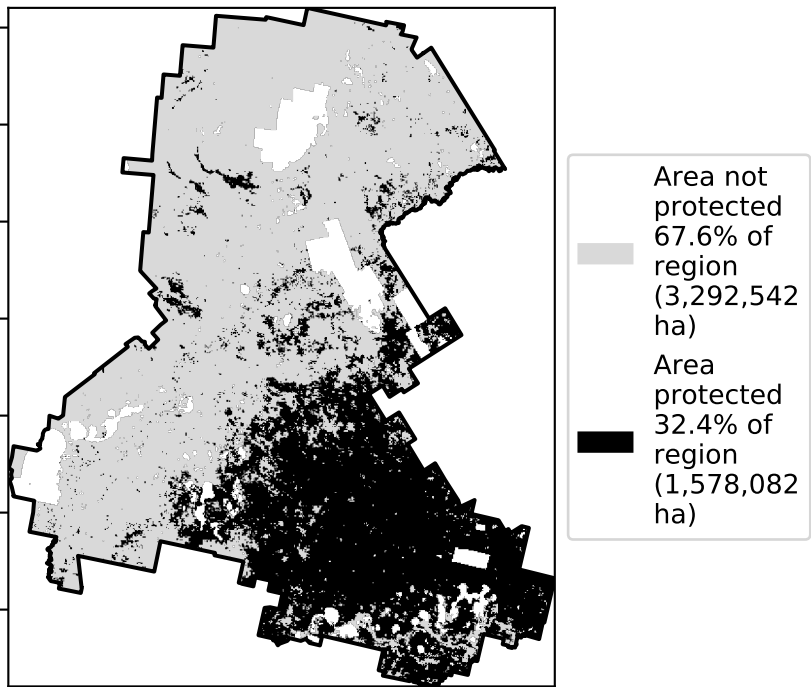 Area not
protected
67.6% of
region
(3,292,542
ha)
Area
protected
32.4% of
region
(1,578,082
ha)